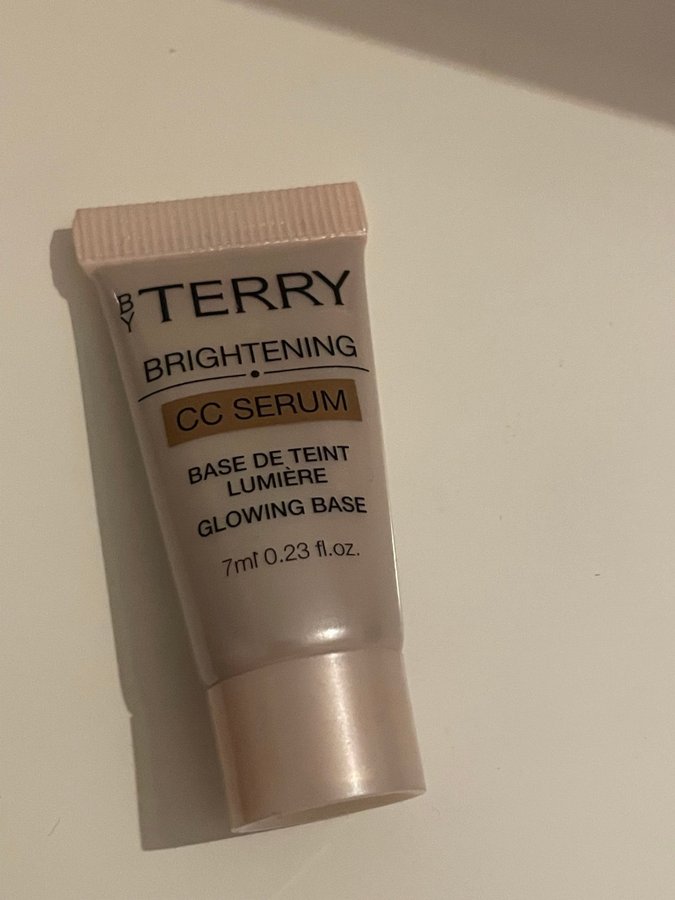 BY TERRY
BRIGHTENING
CC SERUM
BASE DE TEINT
LUMIÈRE
GLOWING BASE
7ml 0.23 fl.oz.